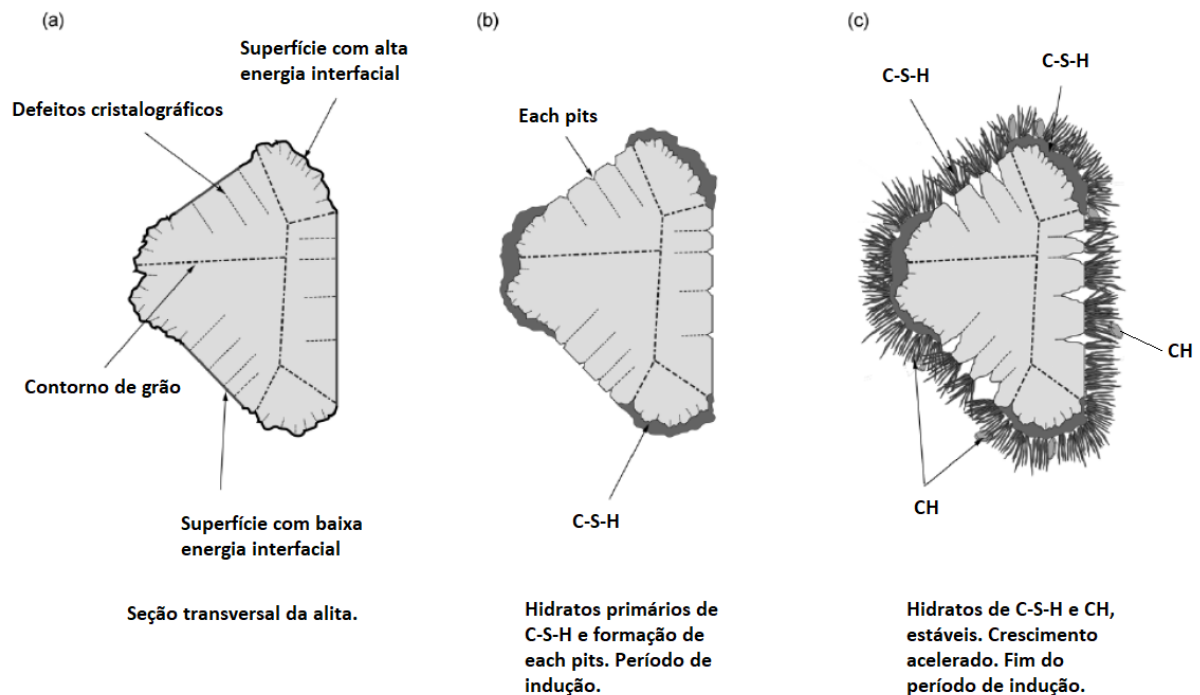 (a)
Superfície com alta
energia interfacial
Defeitos cristalográficos
Contorno de grão
Superfície com baixa
energia interfacial
Seção transversal da alita.
(b)
Each pits
C-S-H
Hidratos primários de
C-S-H e formação de
each pits. Período de
indução.
(c)
C-S-H
C-S-H
CH
CH
Hidratos de C-S-H e CH,
estáveis. Crescimento
acelerado. Fim do
período de indução.